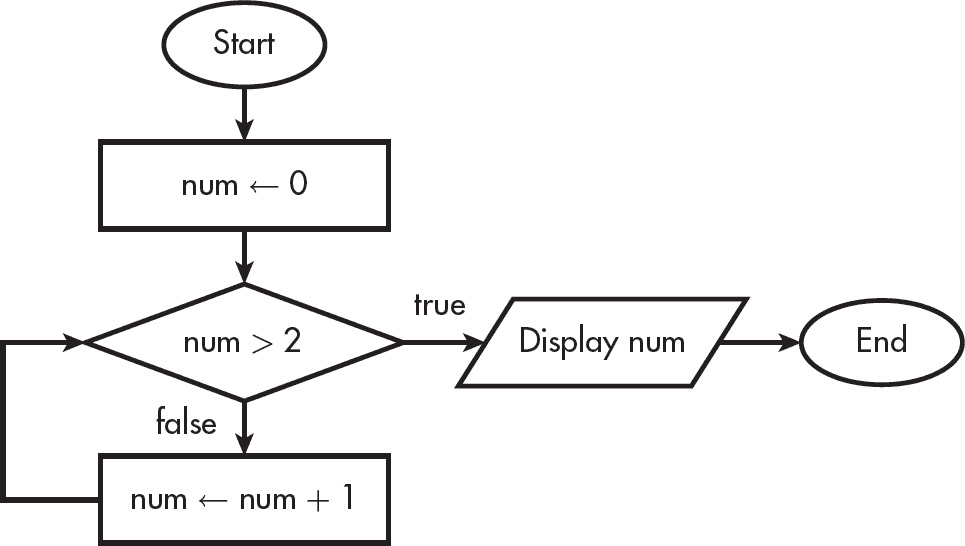 Start
num ← 0
num > 2
true
Display num
End
false
num ← num + 1